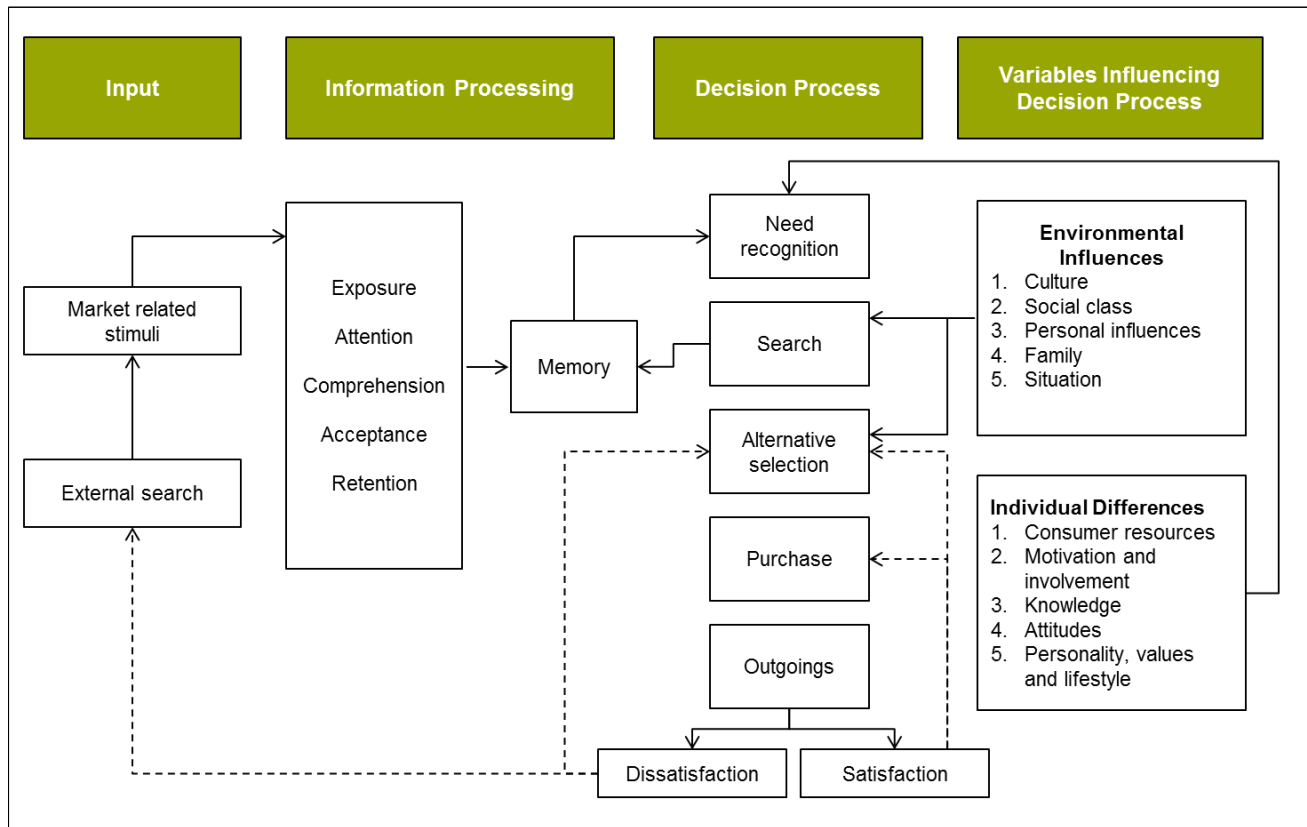 Input
Information Processing
Decision Process
Variables Influencing
Decision Process
Market related
stimuli
External search
Exposure
Attention
Comprehension
Acceptance
Retention
Memory
Need
recognition
Search
Alternative
selection
Purchase
Outgoings
Dissatisfaction
Satisfaction
Environmental
Influences
1. Culture
2. Social class
3. Personal influences
4. Family
5. Situation
Individual Differences
1. Consumer resources
2. Motivation and
involvement
3. Knowledge
4. Attitudes
5. Personality, values
and lifestyle